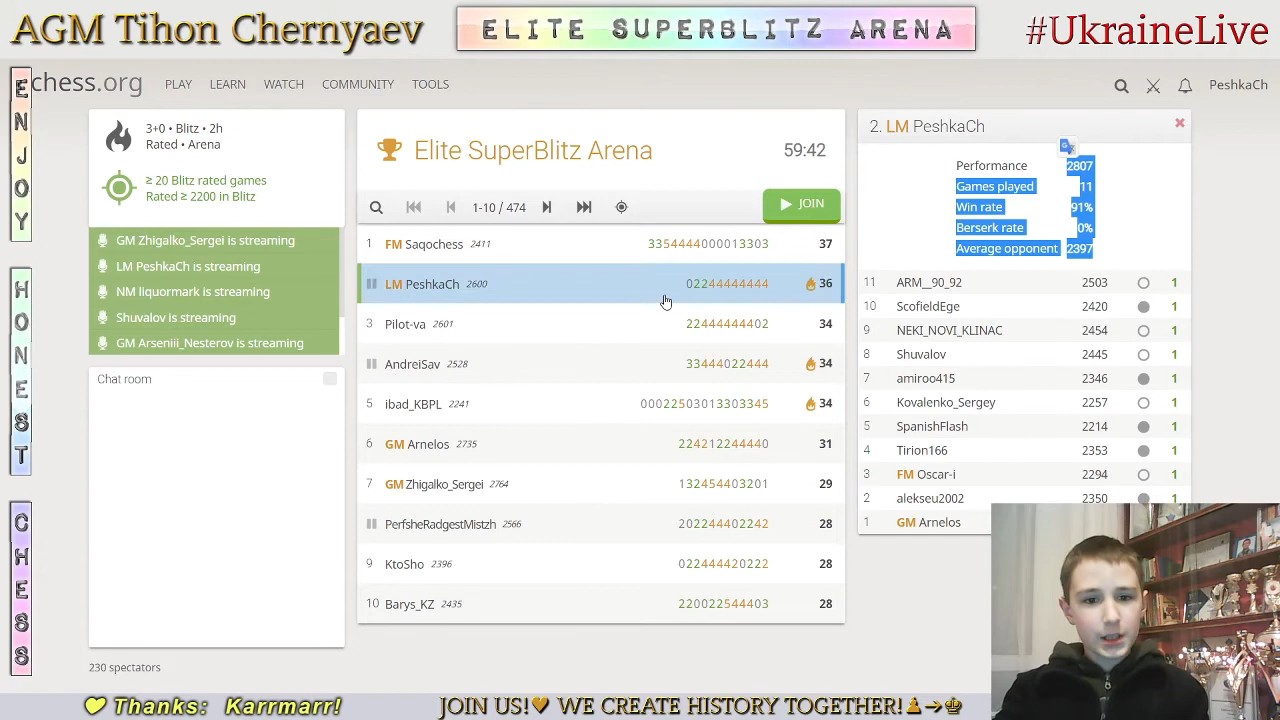 AGM Tihon Chernyaev
ELITE SUPERBLITZ ARENA
#UkraineLive
ENJOY
HONEST
CHESS
chess.org
PLAY
LEARN
WATCH
COMMUNITY
TOOLS
PeshkaCh
3+0 • Blitz • 2h
Rated • Arena
≥ 20 Blitz rated games
Rated ≥ 2200 in Blitz
GM Zhigalko_Sergei is streaming
LM PeshkaCh is streaming
NM liquormark is streaming
Shuvalov is streaming
GM Arseniii_Nesterov is streaming
Chat room
230 spectators
Elite SuperBlitz Arena
59:42
1-10 / 474
JOIN
1 FM Saqochess 2411 3354444000013303 37
LM PeshkaCh 2600 02244444444 36
3 Pilot-va 2601 22444444402 34
AndreiSav 2528 33444022444 34
5 ibad_KBPL 2241 00022503013303345 34
6 GM Arnelos 2735 224212244440 31
7 GM Zhigalko_Sergei 2764 132454403201 29
PerfsheRadgestMistzh 2566 202244402242 28
9 KtoSho 2396 022444420222 28
10 Barys_KZ 2435 220022544403 28
2. LM PeshkaCh
Performance 2807
Games played 11
Win rate 91%
Berserk rate 0%
Average opponent 2397
11 ARM__90_92 2503 1
10 ScofieldEge 2420 1
9 NEKI_NOVI_KLINAC 2454 1
8 Shuvalov 2445 1
7 amiroo415 2346 1
6 Kovalenko_Sergey 2257 1
5 SpanishFlash 2214 1
4 Tirion166 2353 1
3 FM Oscar-i 2294 1
2 alekseu2002 2350 1
1 GM Arnelos
Thanks: Karrmarr!
JOIN US! WE CREATE HISTORY TOGETHER!